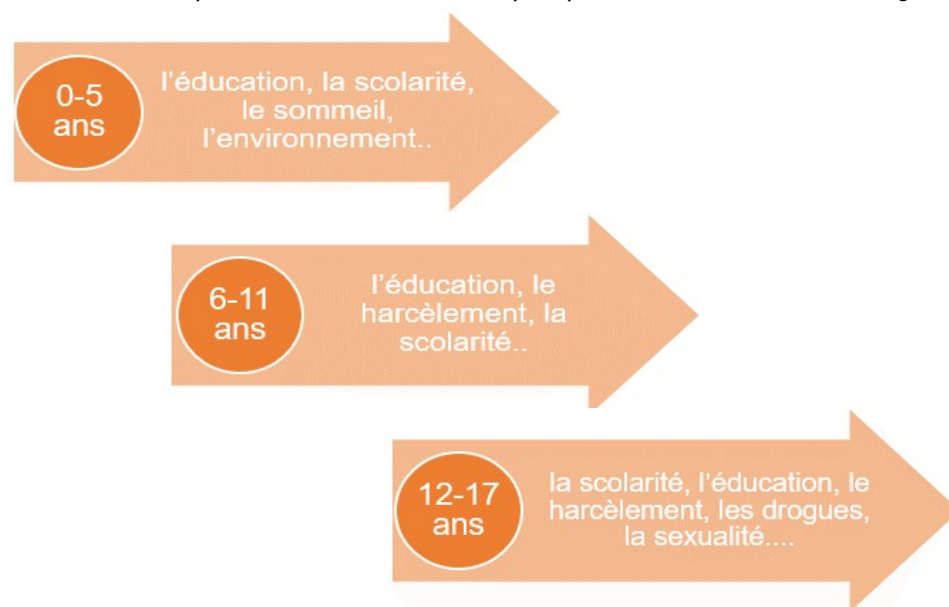 0-5
ans
l'éducation, la scolarité,
le sommeil,
l'environnement..
6-11
ans
l'éducation, le
harcèlement, la
scolarité..
12-17
ans
la scolarité, l'éducation, le
harcèlement, les drogues,
la sexualité....